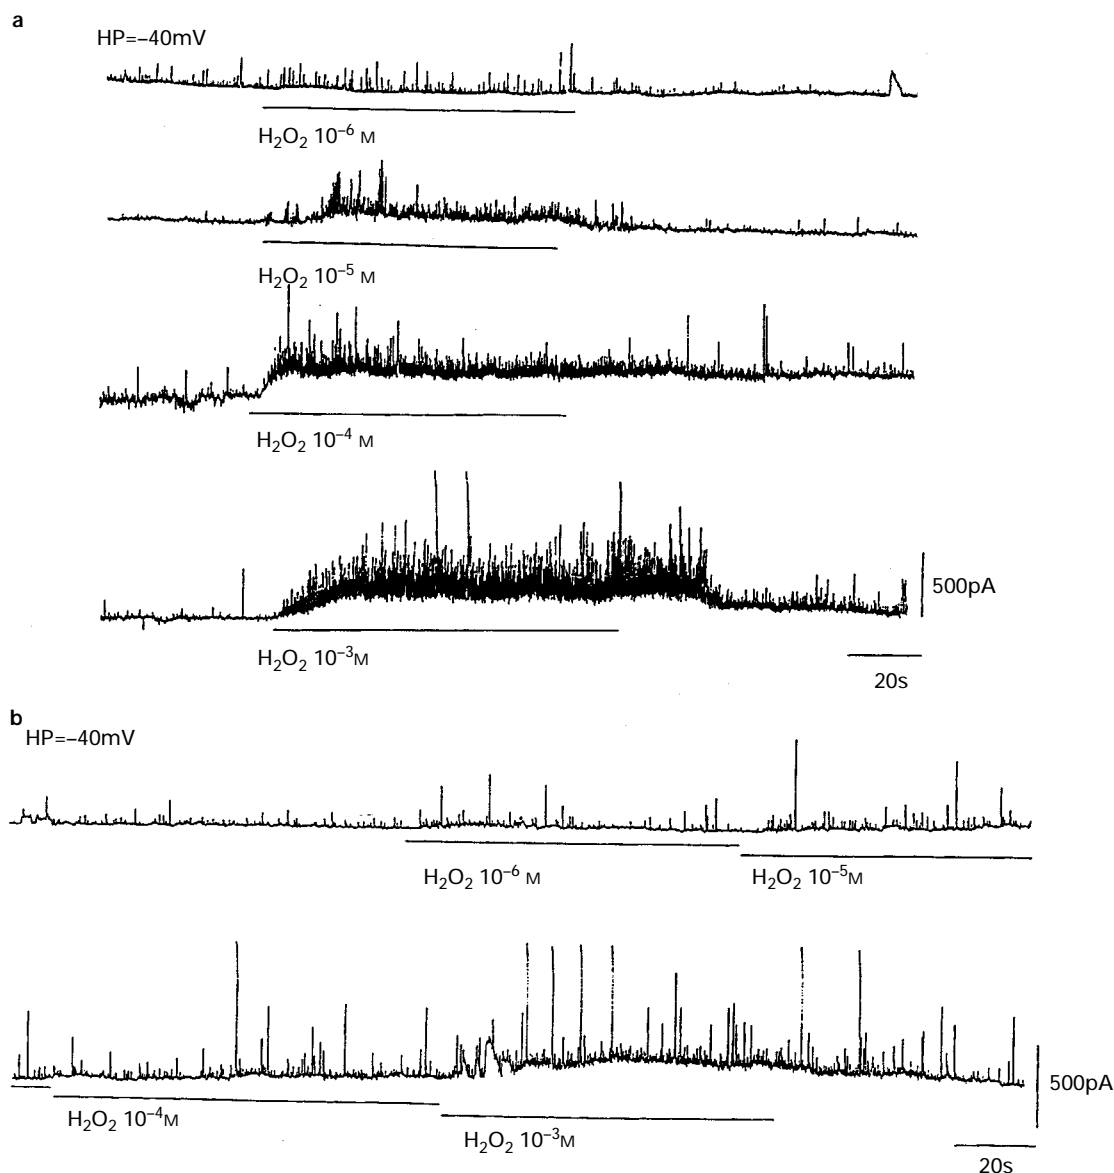 a
HP=–40mV
H₂O₂ 10⁻⁶ M
H₂O₂ 10⁻⁵ M
H₂O₂ 10⁻⁴ M
500pA
H₂O₂ 10⁻³M
20s
b
HP=–40mV
H₂O₂ 10⁻⁶ M H₂O₂ 10⁻⁵M
500pA
H₂O₂ 10⁻⁴M
H₂O₂ 10⁻³M
20s